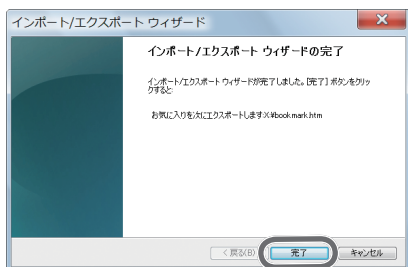 インポート/エクスポート ウィザード
インポート/エクスポート ウィザードの完了
インポート/エクスポート ウィザードが完了しました。[完了] ボタンをクリッ
クすると:
お気に入りを次にエクスポートします:X:¥bookmark.htm
< 戻る(B)
完了
キャンセル